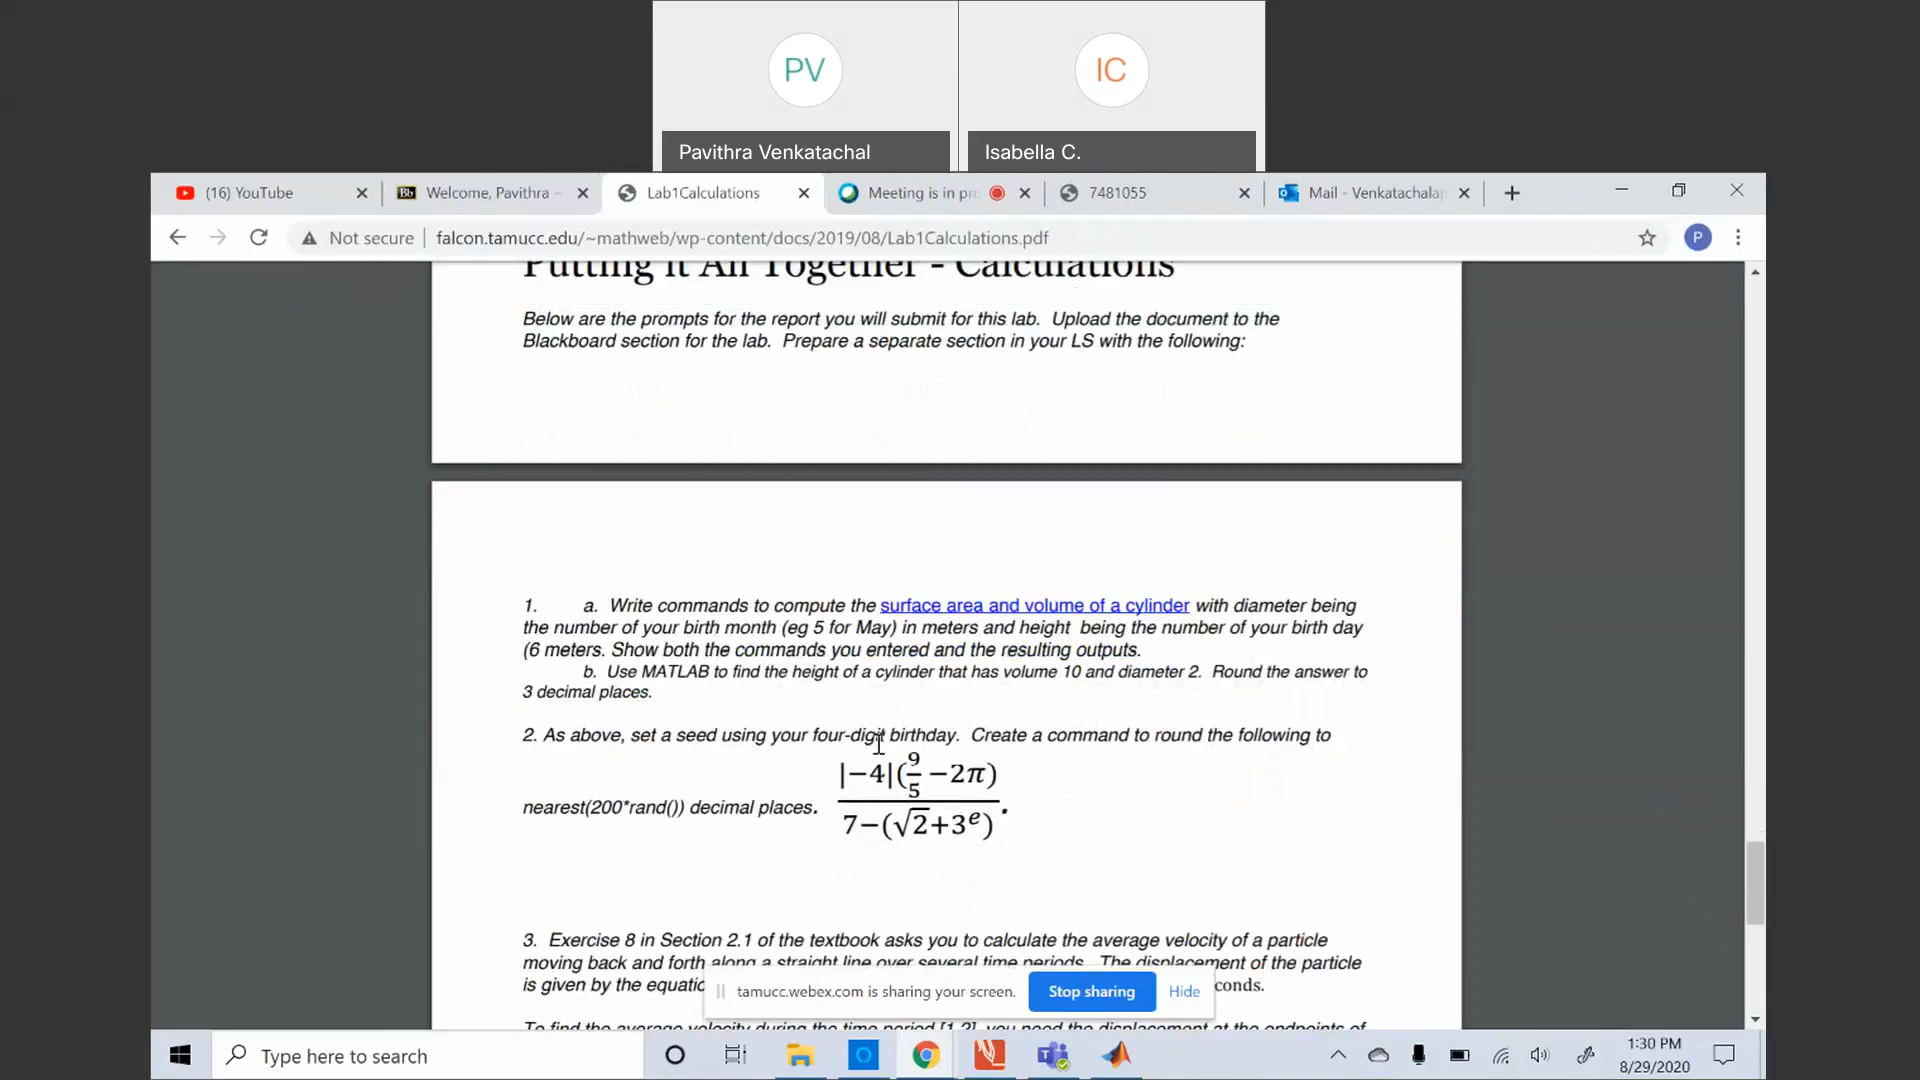 PV
IC
Pavithra Venkatachal
Isabella C.
(16) YouTube
Bb
Welcome, Pavithra –
Lab1Calculations
Meeting is in pr
7481055
Mail - Venkatachala
Not secure
falcon.tamucc.edu/~mathweb/wp-content/docs/2019/08/Lab1Calculations.pdf
P
Putting it All Together - Calculations
Below are the prompts for the report you will submit for this lab. Upload the document to the
Blackboard section for the lab. Prepare a separate section in your LS with the following:
1. a. Write commands to compute the surface area and volume of a cylinder with diameter being
the number of your birth month (eg 5 for May) in meters and height being the number of your birth day
(6 meters. Show both the commands you entered and the resulting outputs.
b. Use MATLAB to find the height of a cylinder that has volume 10 and diameter 2. Round the answer to
3 decimal places.
2. As above, set a seed using your four-digit birthday. Create a command to round the following to
|−4|(9/5 −2π)
nearest(200*rand()) decimal places.
7−(√2+3^e)
.
3. Exercise 8 in Section 2.1 of the textbook asks you to calculate the average velocity of a particle
moving back and forth along a straight line over several time periods. The displacement of the particle
is given by the equatio
conds.
tamucc.webex.com is sharing your screen.
Stop sharing
Hide
To find the average velocity during the time period [1,2], you need the displacement at the endpoints of
Type here to search
1:30 PM
8/29/2020